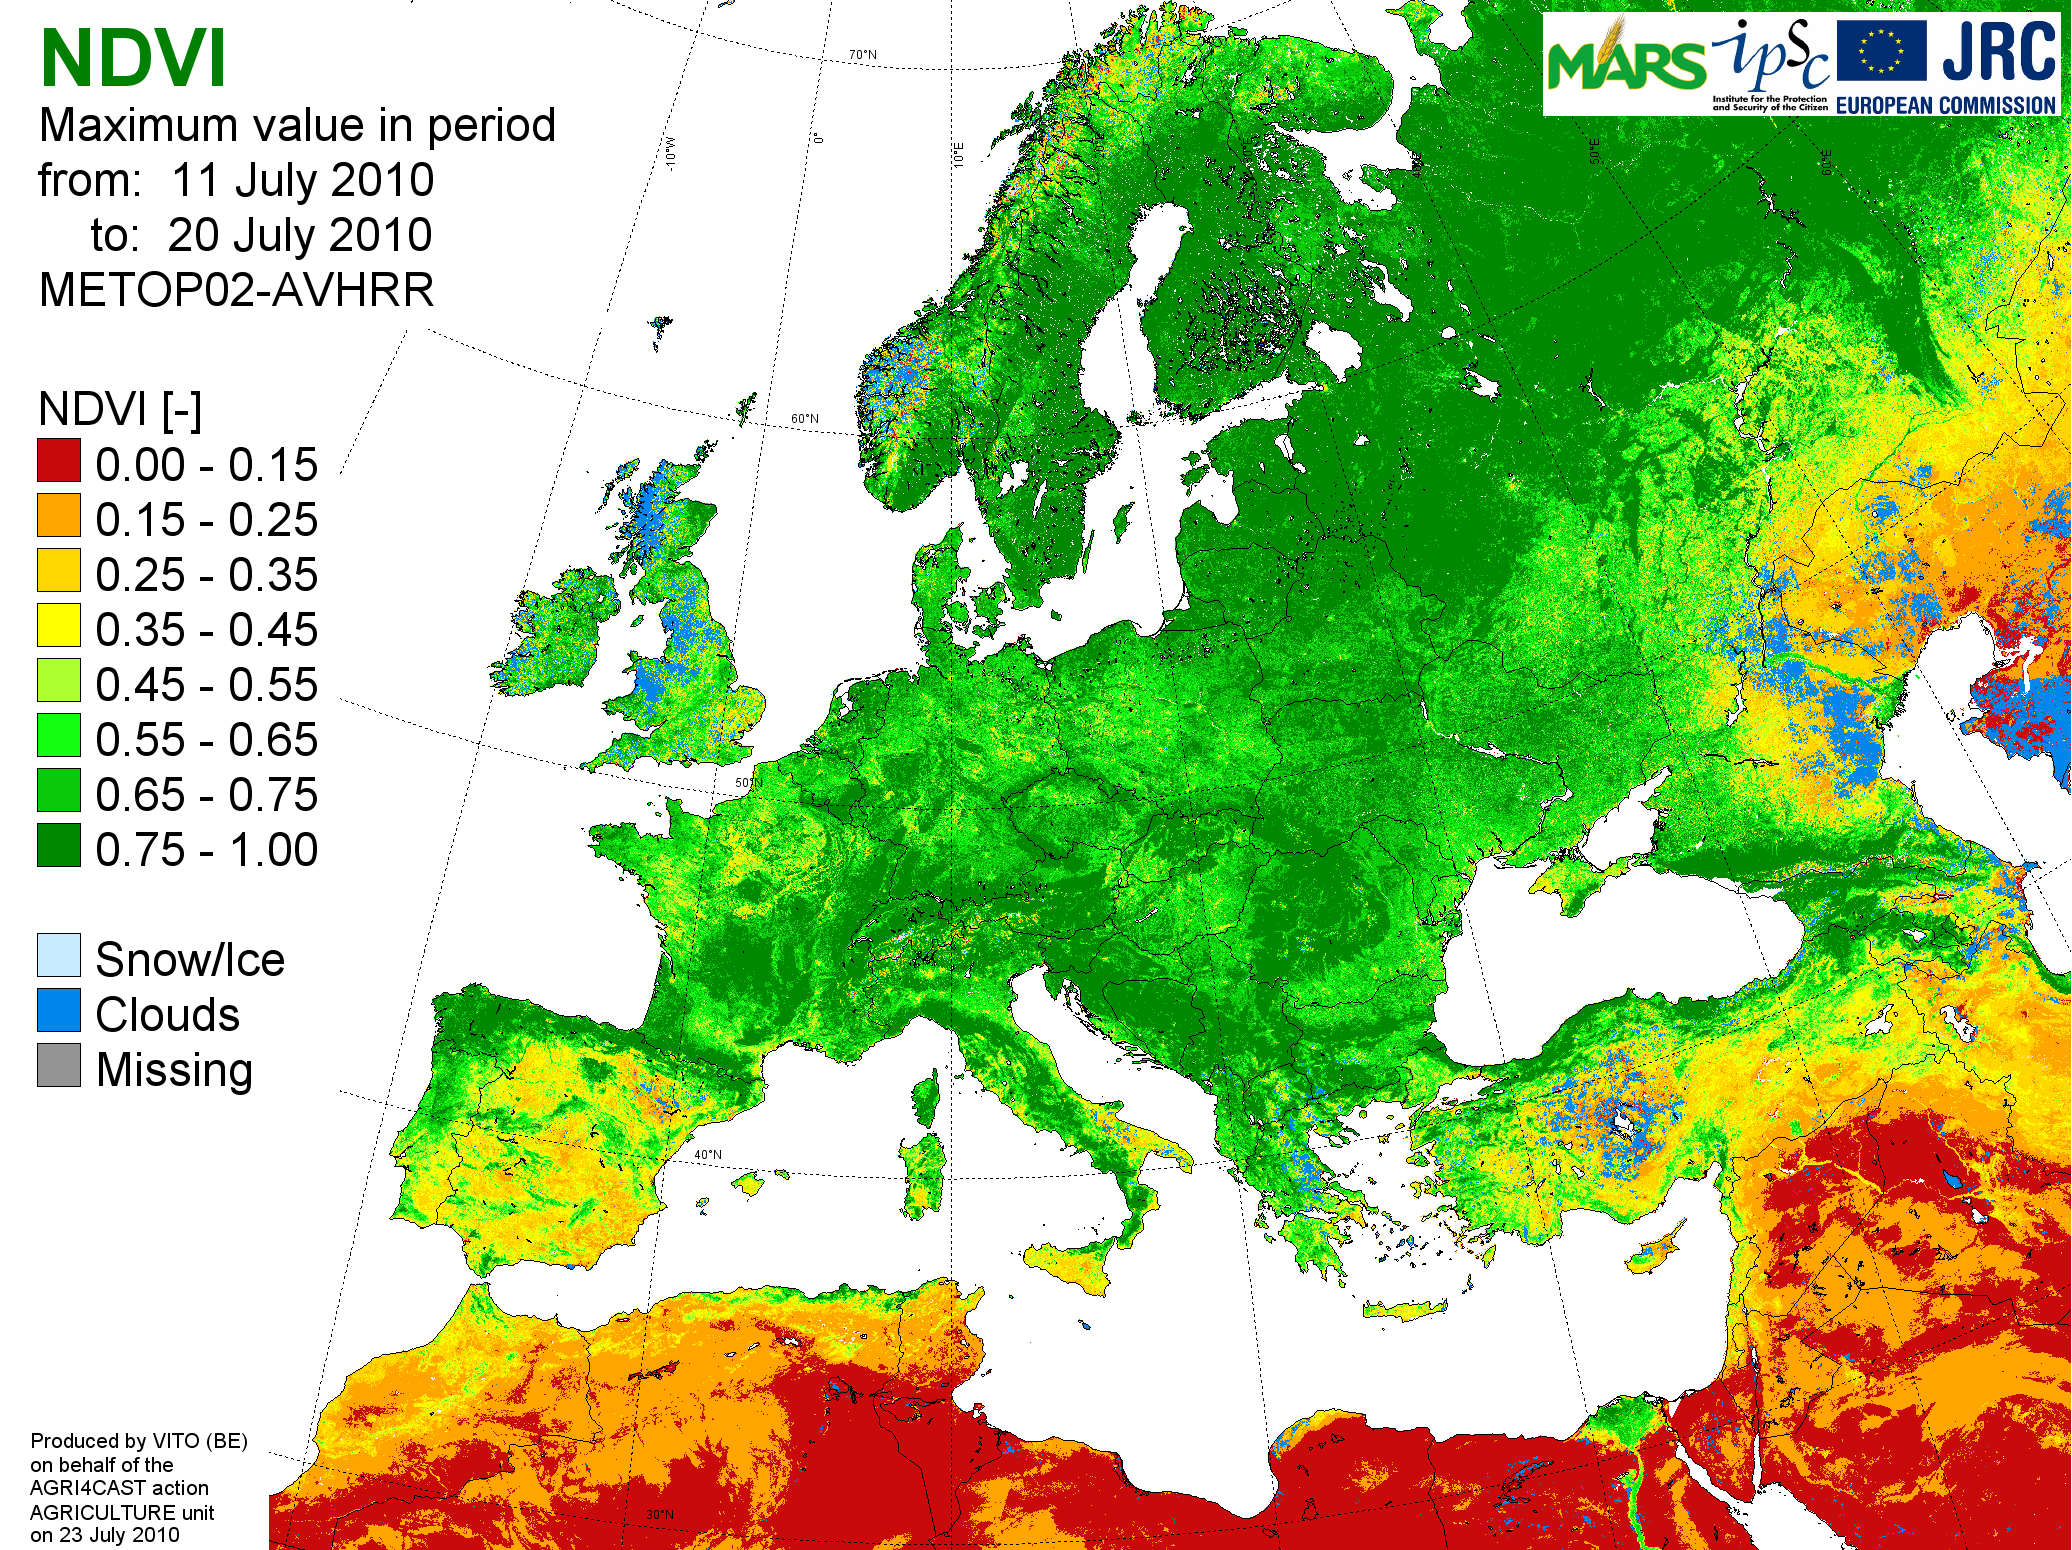 NDVI
Maximum value in period
from: 11 July 2010
to: 20 July 2010
METOP02-AVHRR
MARS
ipsc
Institute for the Protection
and Security of the Citizen
JRC
EUROPEAN COMMISSION
NDVI [-]
0.00 - 0.15
0.15 - 0.25
0.25 - 0.35
0.35 - 0.45
0.45 - 0.55
0.55 - 0.65
0.65 - 0.75
0.75 - 1.00
Snow/Ice
Clouds
Missing
70°N
-10°W
0°
10°E
40°E
50°E
60°E
60°N
50°N
40°N
30°N
Produced by VITO (BE)
on behalf of the
AGRI4CAST action
AGRICULTURE unit
on 23 July 2010